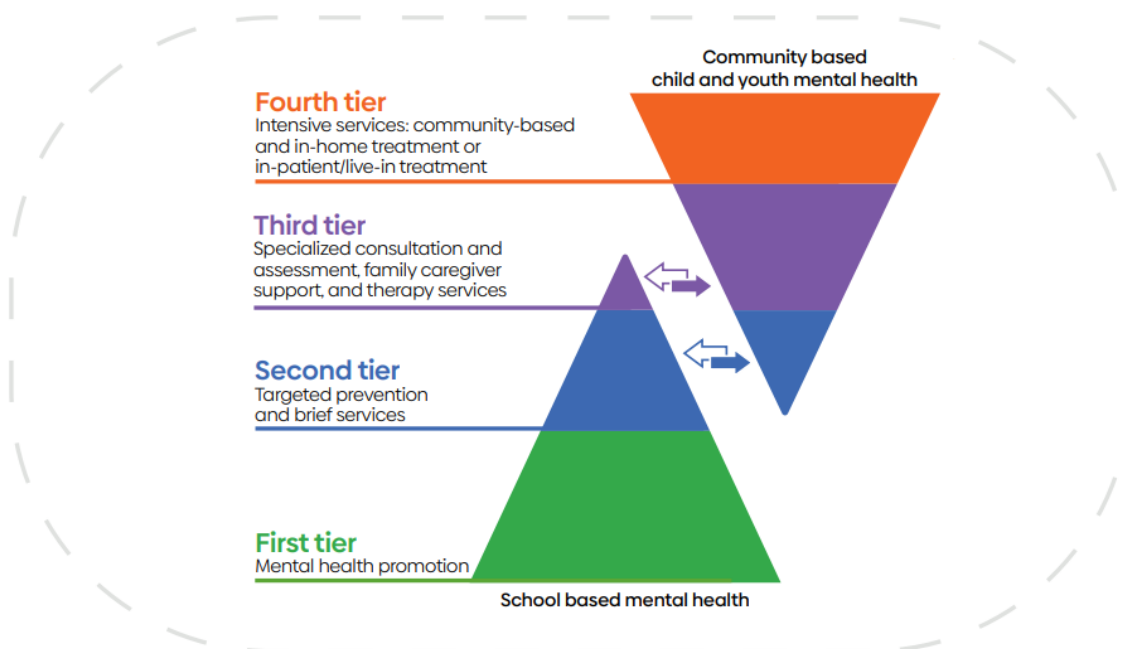 Community based
child and youth mental health
Fourth tier
Intensive services: community-based
and in-home treatment or
in-patient/live-in treatment
Third tier
Specialized consultation and
assessment, family caregiver
support, and therapy services
Second tier
Targeted prevention
and brief services
First tier
Mental health promotion
School based mental health